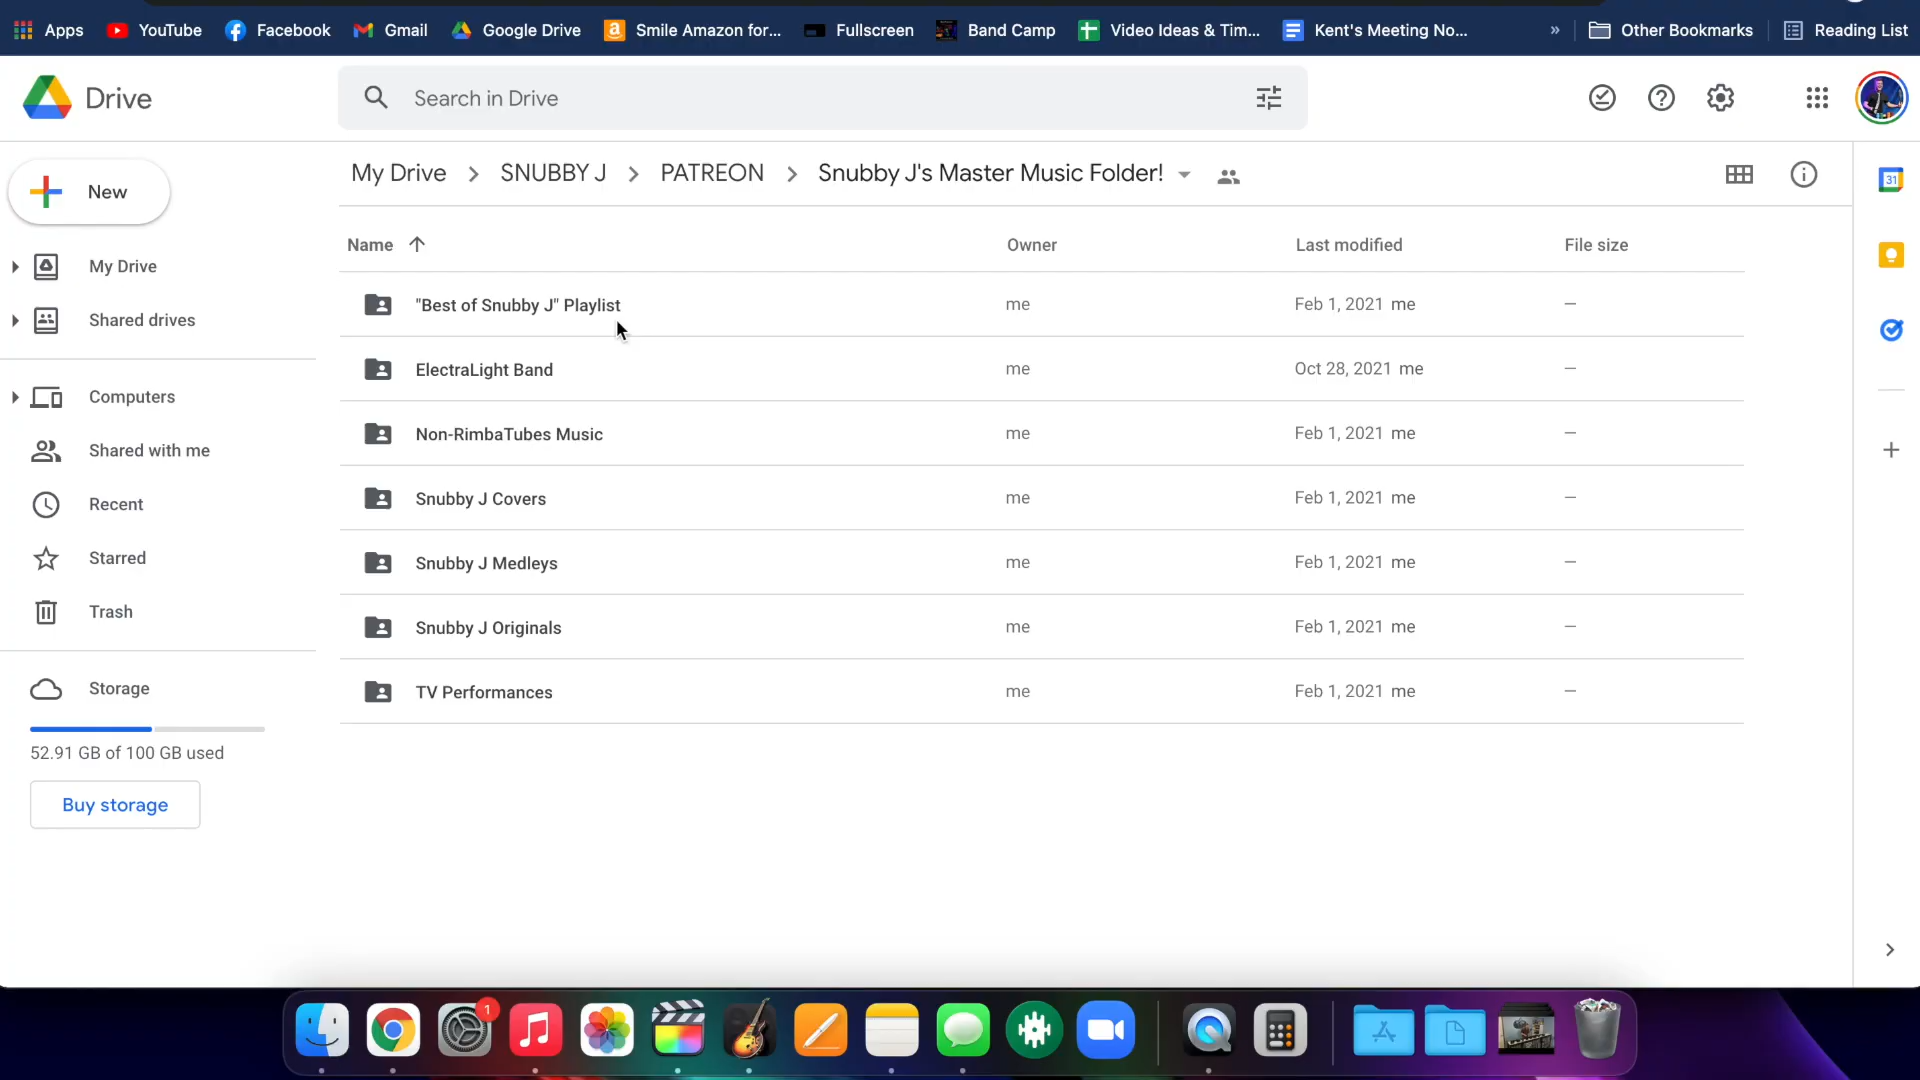 Apps YouTube Facebook Gmail Google Drive Smile Amazon for... Fullscreen Band Camp Video Ideas & Tim... Kent's Meeting No... » Other Bookmarks Reading List
Drive Search in Drive
New
My Drive > SNUBBY J > PATREON > Snubby J's Master Music Folder!
31
Name Owner Last modified File size
My Drive
Shared drives
Computers
Shared with me
Recent
Starred
Trash
Storage
52.91 GB of 100 GB used
Buy storage
"Best of Snubby J" Playlist me Feb 1, 2021 me –
ElectraLight Band me Oct 28, 2021 me –
Non-RimbaTubes Music me Feb 1, 2021 me –
Snubby J Covers me Feb 1, 2021 me –
Snubby J Medleys me Feb 1, 2021 me –
Snubby J Originals me Feb 1, 2021 me –
TV Performances me Feb 1, 2021 me –
1